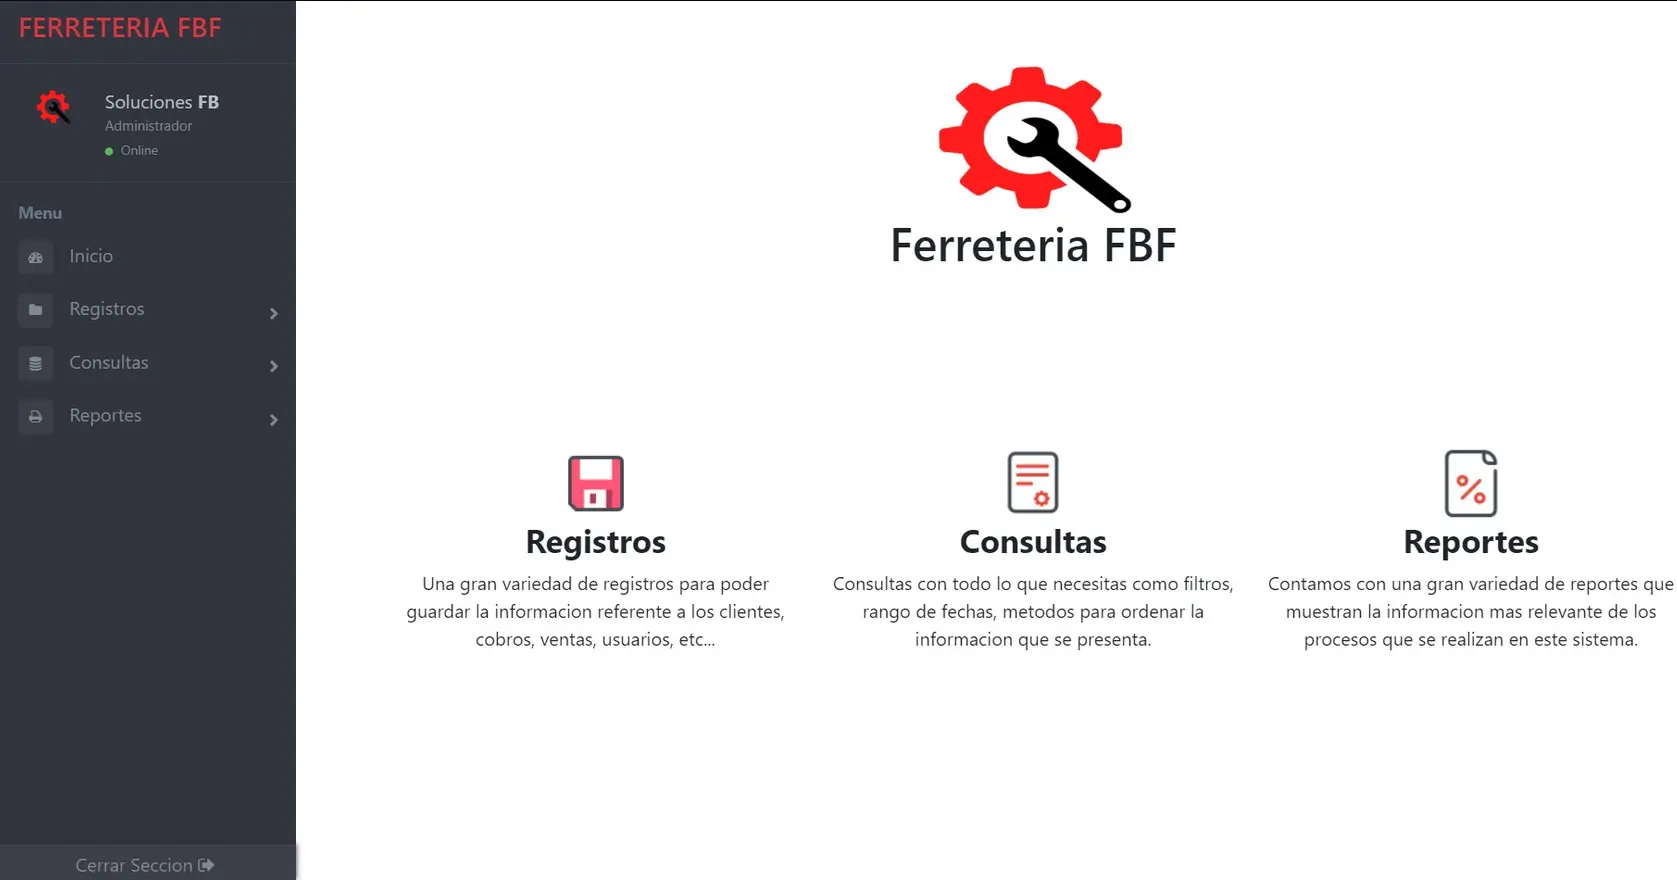 FERRETERIA FBF
Soluciones FB
Administrador
Online
Menu
Inicio
Registros
Consultas
Reportes
Cerrar Seccion
Ferreteria FBF
Registros
Una gran variedad de registros para poder
guardar la informacion referente a los clientes,
cobros, ventas, usuarios, etc...
Consultas
Consultas con todo lo que necesitas como filtros,
rango de fechas, metodos para ordenar la
informacion que se presenta.
Reportes
Contamos con una gran variedad de reportes que
muestran la informacion mas relevante de los
procesos que se realizan en este sistema.